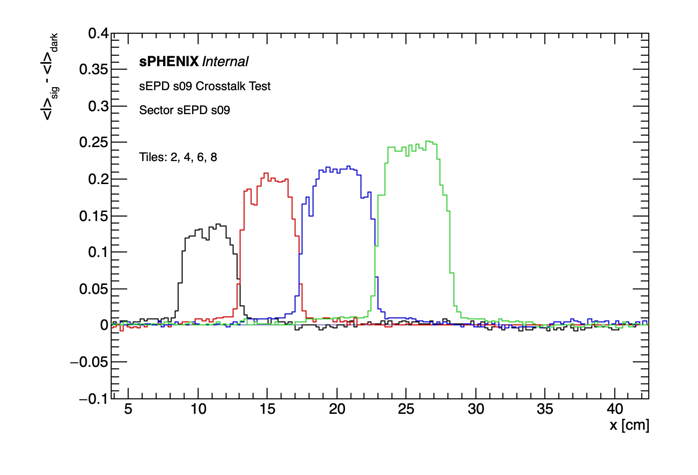 <I>sig - <I>dark
0.4
0.35
0.3
0.25
0.2
0.15
0.1
0.05
0
−0.05
−0.1
sPHENIX Internal
sEPD s09 Crosstalk Test
Sector sEPD s09
Tiles: 2, 4, 6, 8
5 10 15 20 25 30 35 40
x [cm]